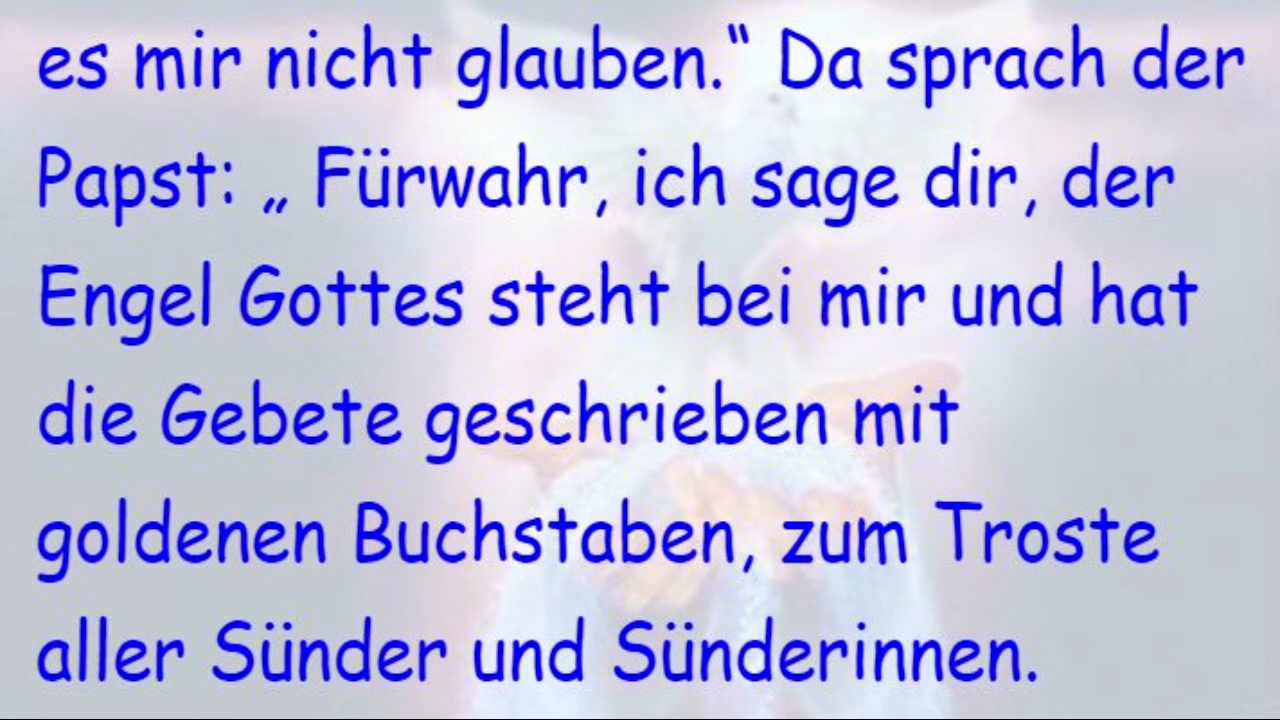 es mir nicht glauben.“ Da sprach der
Papst: „ Fürwahr, ich sage dir, der
Engel Gottes steht bei mir und hat
die Gebete geschrieben mit
goldenen Buchstaben, zum Troste
aller Sünder und Sünderinnen.